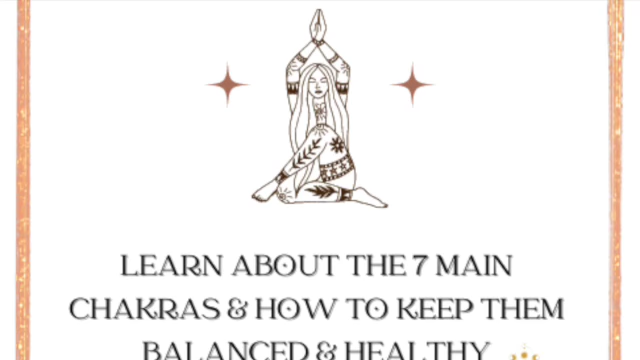 LEARN ABOUT THE 7 MAIN
CHAKRAS & HOW TO KEEP THEM
BALANCED & HEALTHY